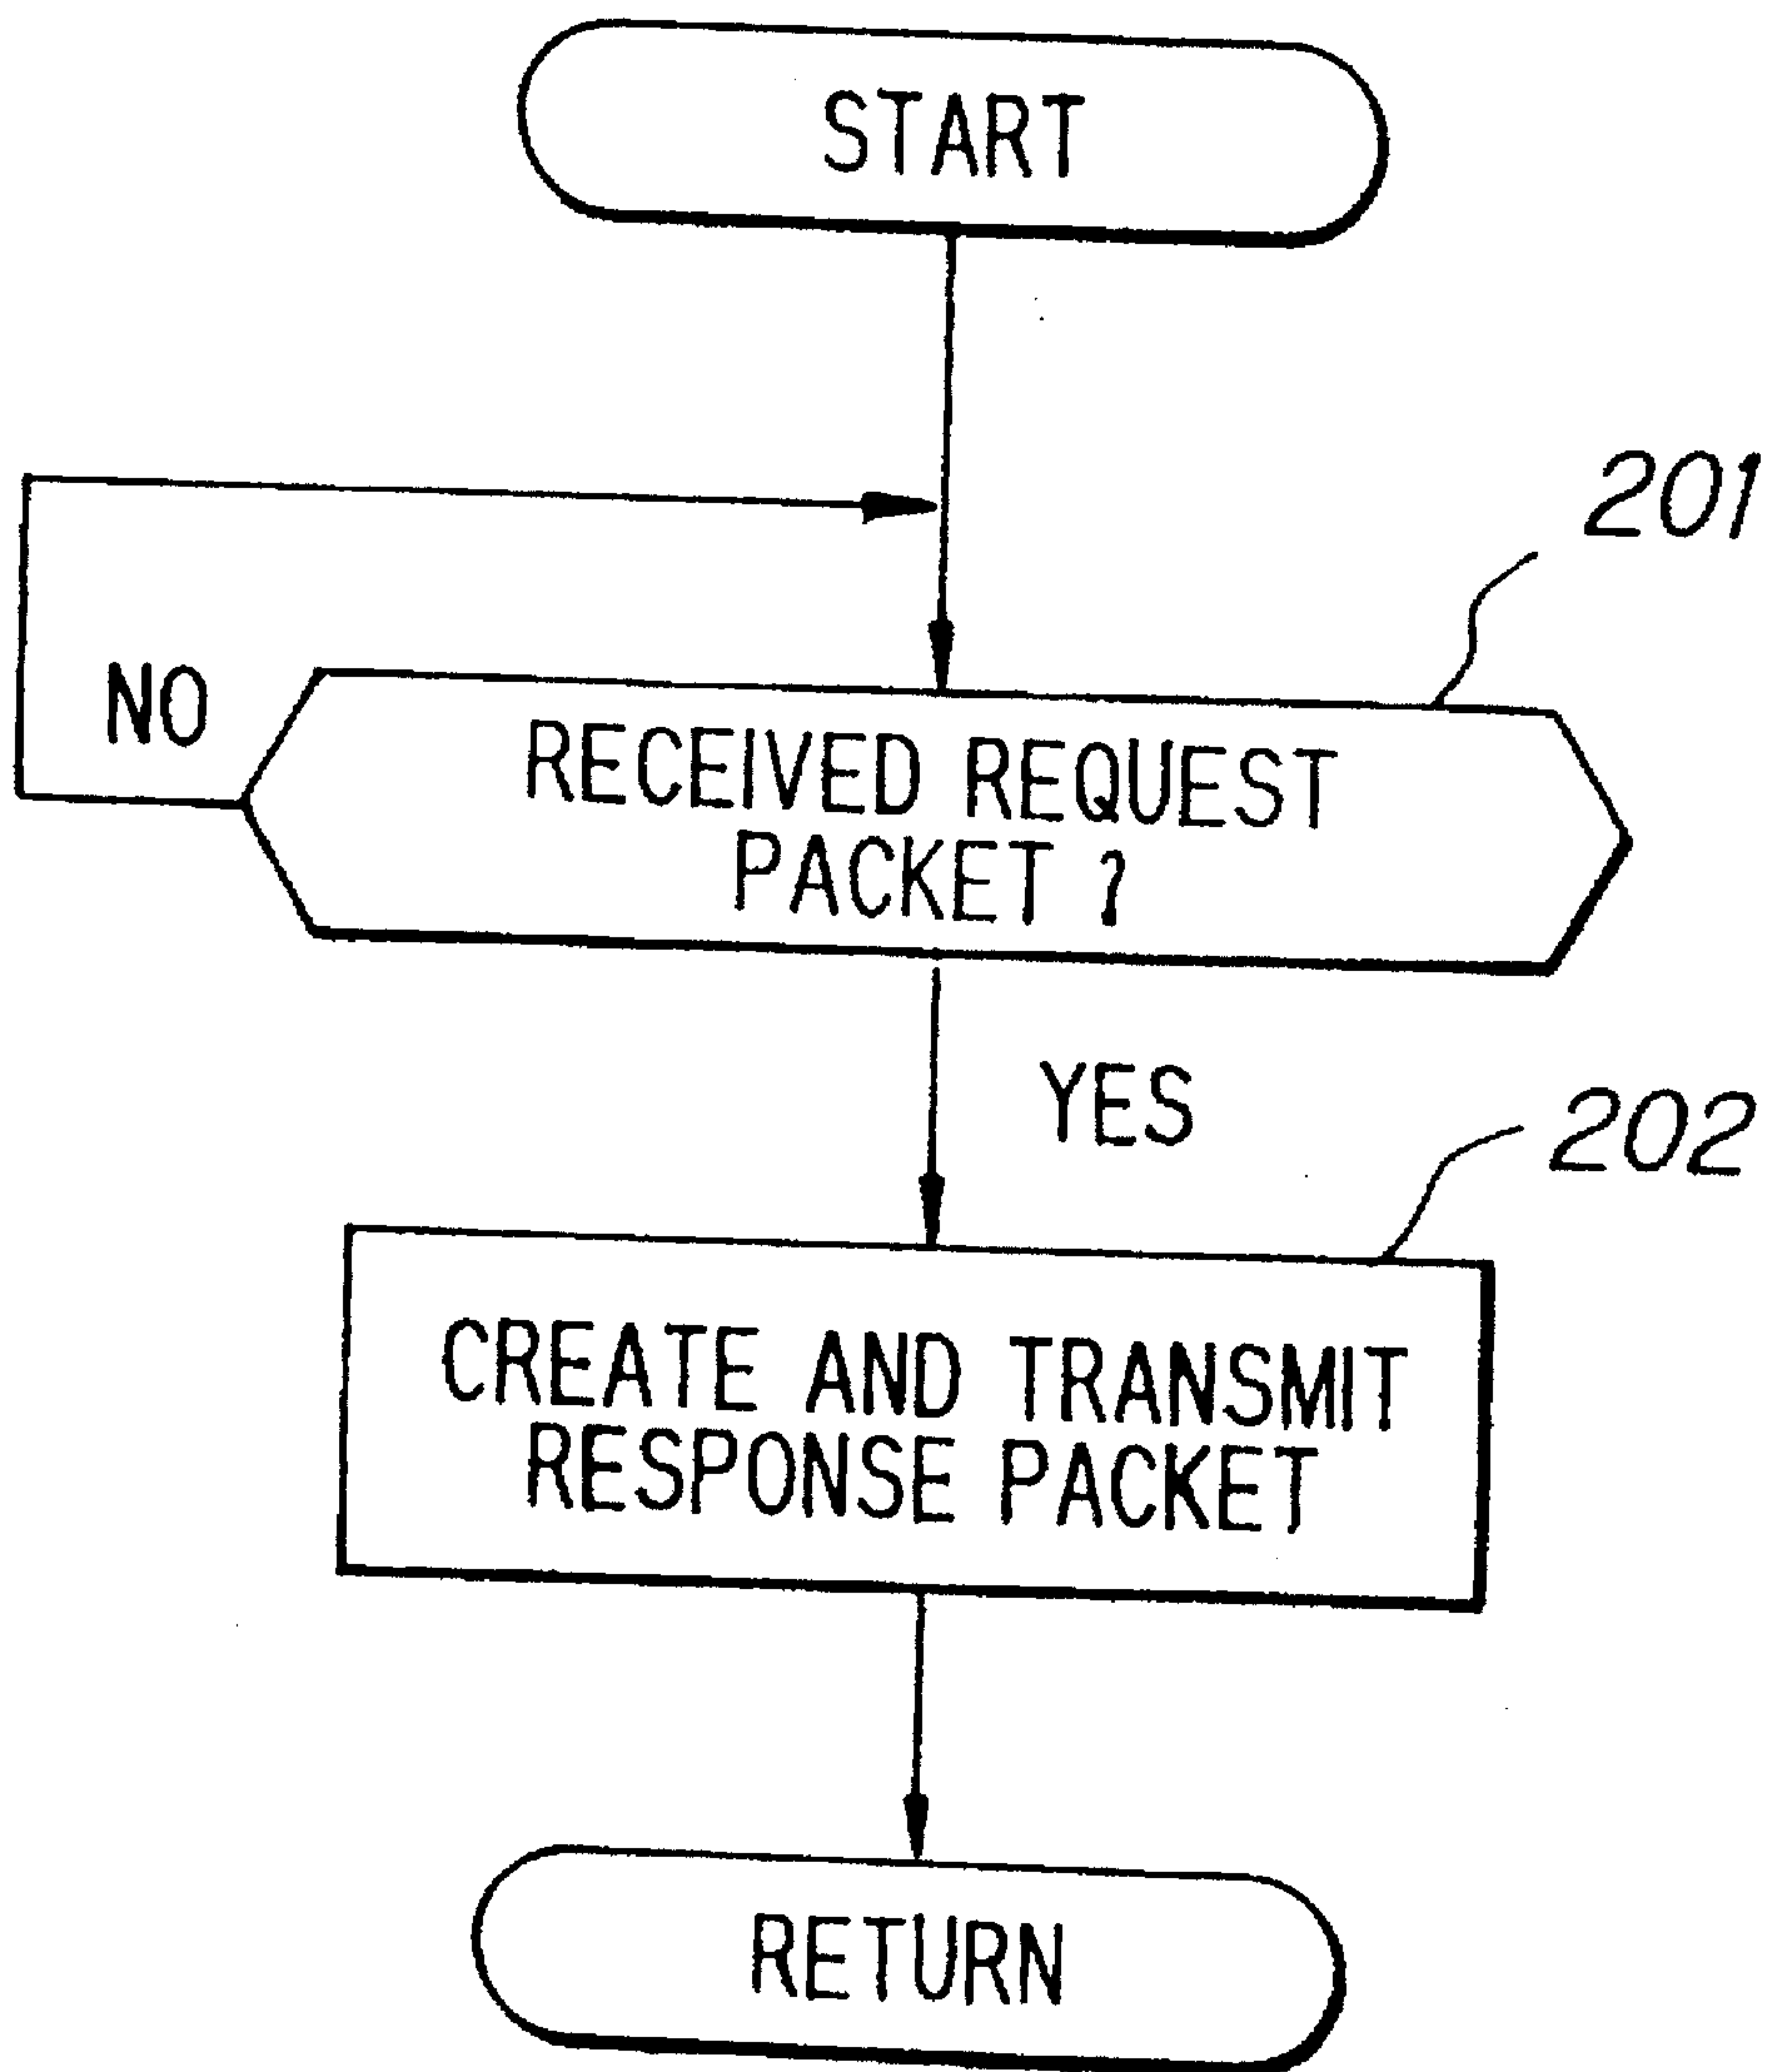 START
201
NO
RECEIVED REQUEST
PACKET ?
YES
202
CREATE AND TRANSMIT
RESPONSE PACKET
RETURN